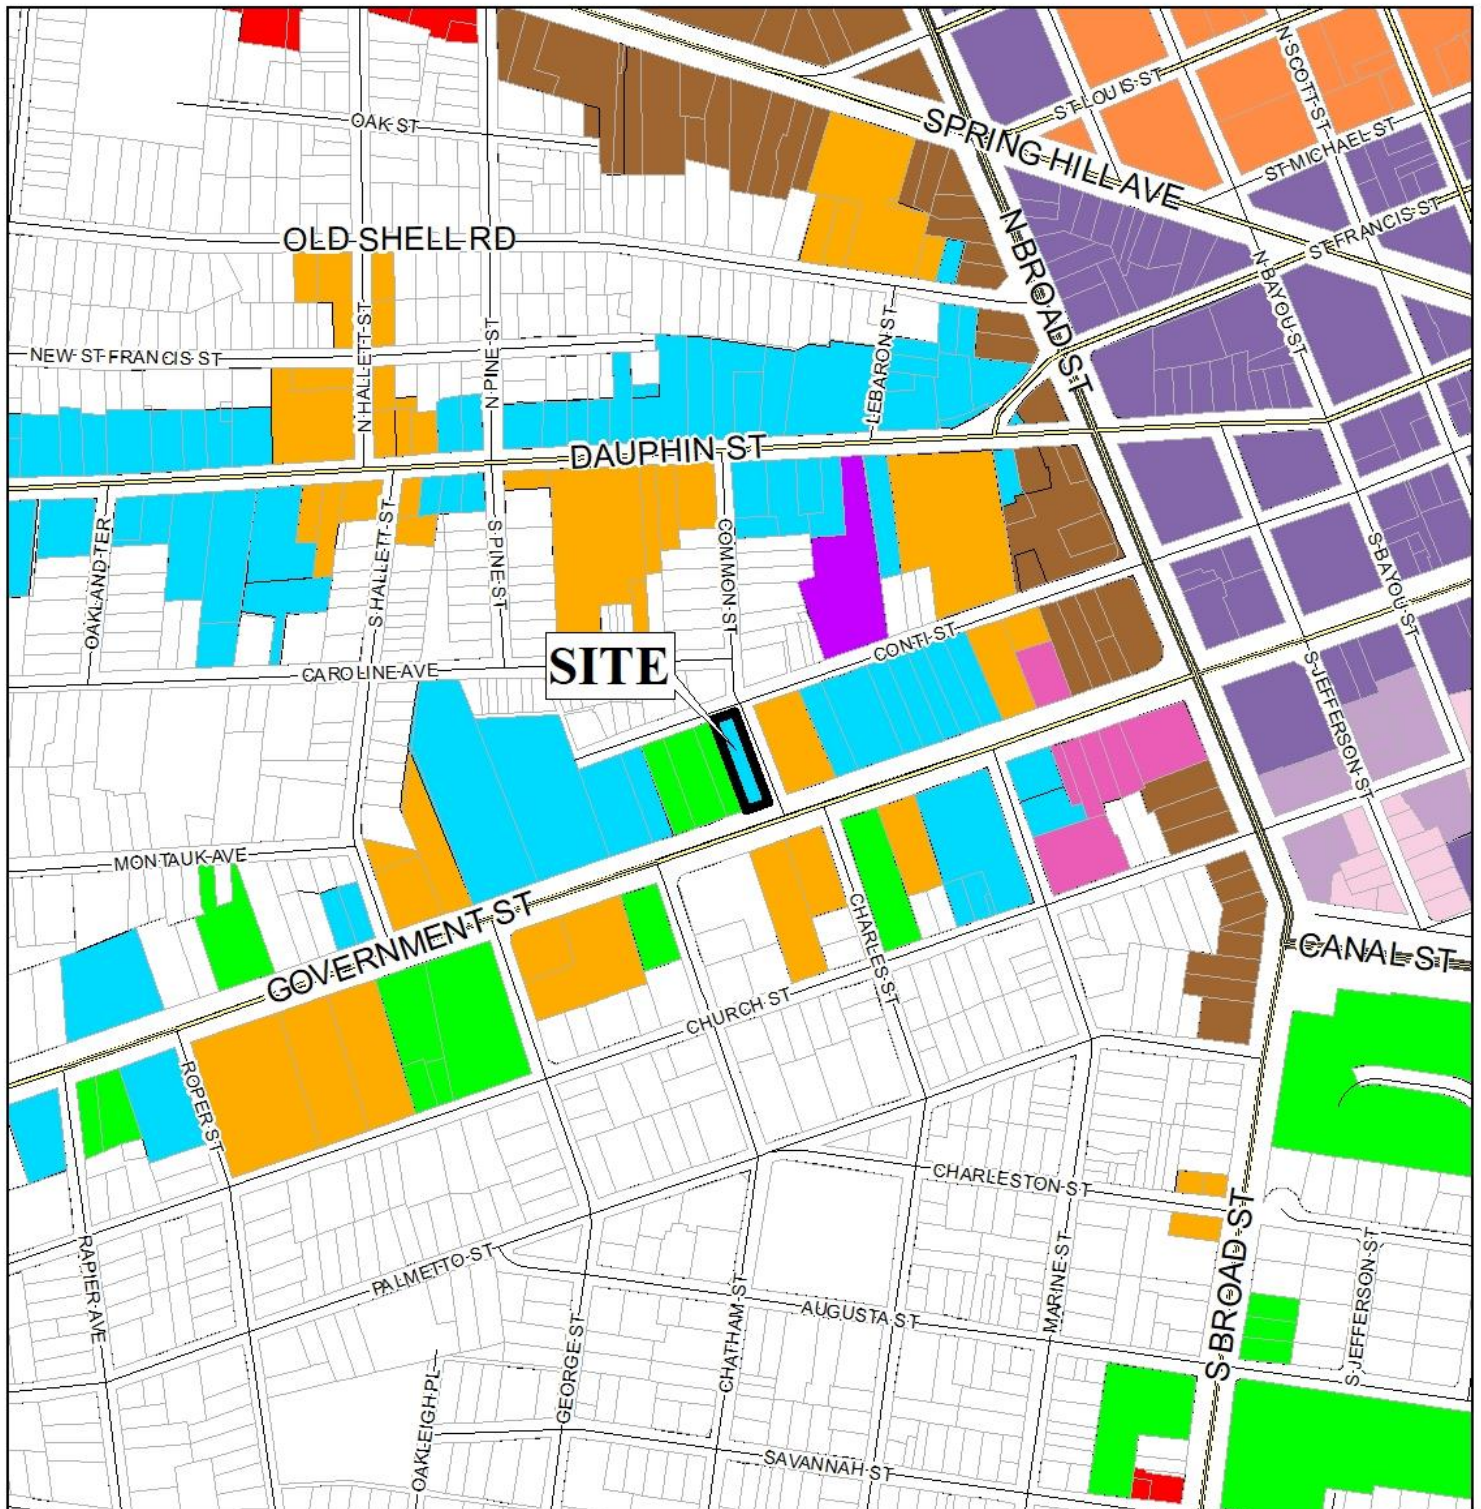 N SCOTT ST
ST LOUIS ST
OAK ST
SPRING HILL AVE
ST MICHAEL ST
OLD SHELL RD
N BROAD ST
ST FRANCIS ST
N BAYOU ST
NEW ST FRANCIS ST
N HALLETT ST
N PINE ST
LEBARON ST
DAUPHIN ST
OAKLAND TER
S HALLETT ST
S PINE ST
COMMON ST
S BAYOU ST
CONTI ST
CAROLINE AVE
SITE
S JEFFERSON ST
MONTAUK AVE
GOVERNMENT ST
CHARLES ST
CANAL ST
CHURCH ST
ROPER ST
CHARLESTON ST
RAPIER AVE
PALMETTO ST
S BROAD ST
MARINE ST
S JEFFERSON ST
AUGUSTA ST
CHATHAM ST
GEORGE ST
OAKLEIGH PL
SAVANNAH ST